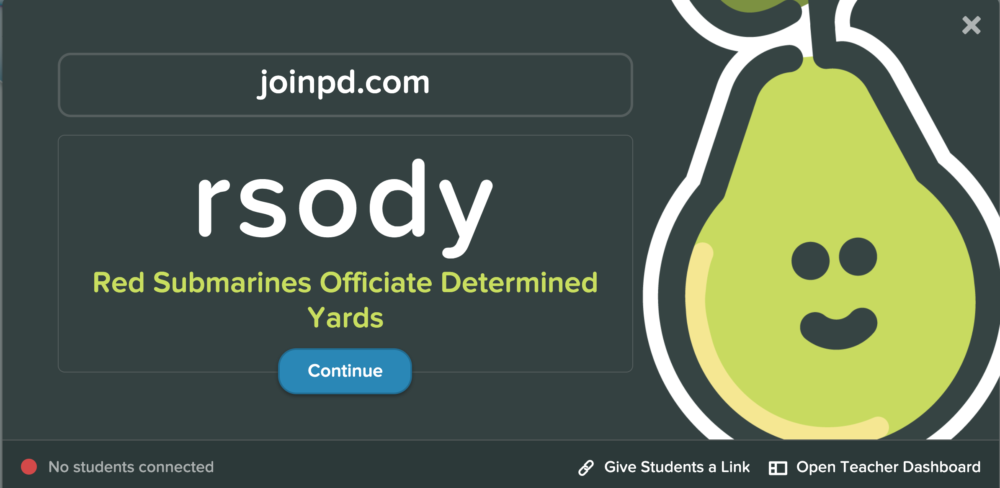 joinpd.com
rsody
Red Submarines Officiate Determined
Yards
Continue
No students connected
Give Students a Link
Open Teacher Dashboard